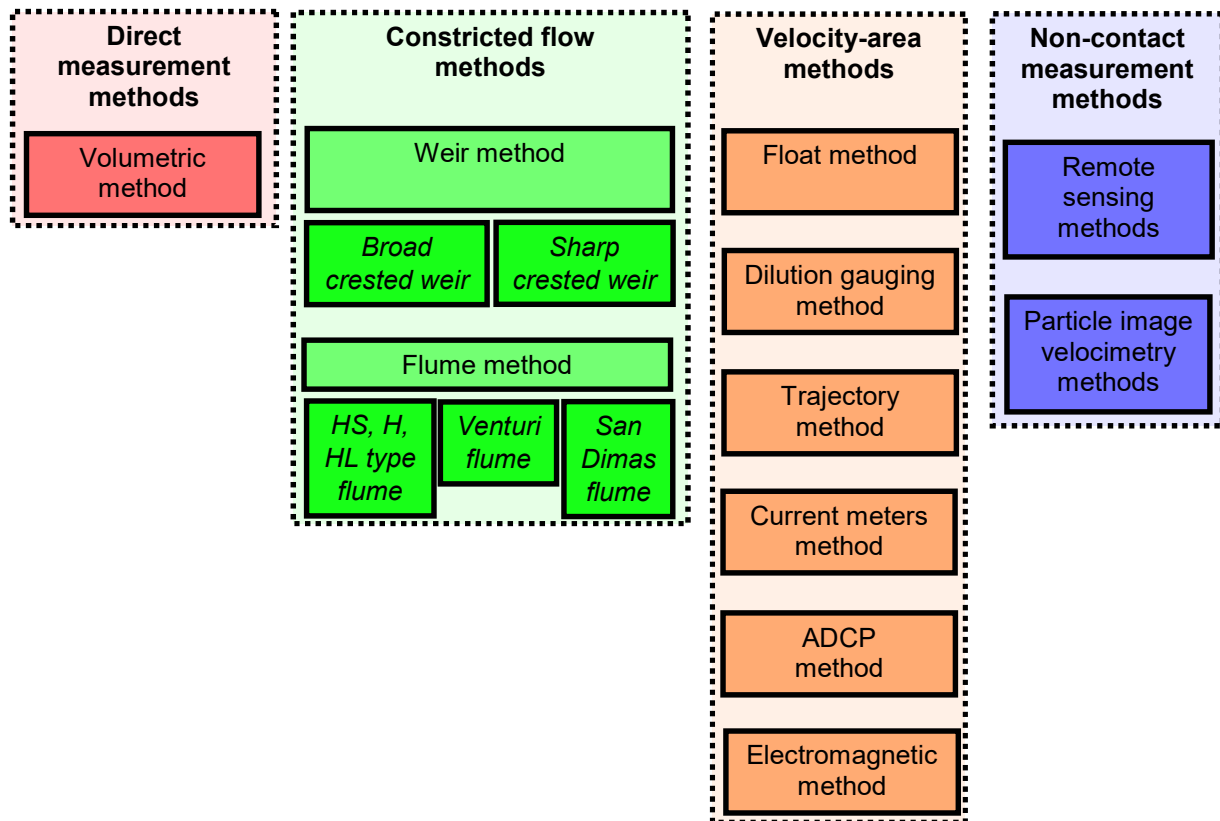 Direct
measurement
methods
Volumetric
method
Constricted flow
methods
Weir method
Broad
crested weir
Sharp
crested weir
Flume method
HS, H,
HL type
flume
Venturi
flume
San
Dimas
flume
Velocity-area
methods
Float method
Dilution gauging
method
Trajectory
method
Current meters
method
ADCP
method
Electromagnetic
method
Non-contact
measurement
methods
Remote
sensing
methods
Particle image
velocimetry
methods